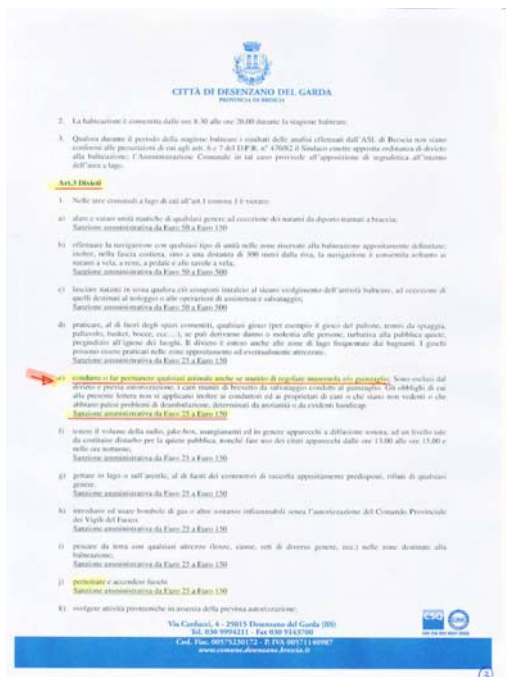 CITTÀ DI DESENZANO DEL GARDA
PROVINCIA DI BRESCIA
2. La balneazione è consentita dalle ore 8.30 alle ore 20.00 durante la stagione balneare.
3. Qualora durante il periodo della stagione balneare i risultati delle analisi effettuati dall'ASL di Brescia non siano
conformi alle prescrizioni di cui agli artt. 6 e 7 del D.P.R. n° 470/82 il Sindaco emette apposita ordinanza di divieto
alla balneazione; l'Amministrazione Comunale in tal caso provvede all'apposizione di segnaletica all'interno
dell'area a lago.
Art.3 Divieti
1. Nelle aree comunali a lago di cui all'art.1 comma 1 è vietato:
a) alare e varare unità nautiche di qualsiasi genere ad eccezione dei natanti da diporto trainati a braccia;
Sanzione amministrativa da Euro 50 a Euro 150
b) effettuare la navigazione con qualsiasi tipo di unità nelle zone riservate alla balneazione appositamente delimitate;
inoltre, nella fascia costiera, sino a una distanza di 300 metri dalla riva, la navigazione è consentita soltanto ai
natanti a vela, a remi, a pedale e alle tavole a vela;
Sanzione amministrativa da Euro 50 a Euro 500
c) lasciare natanti in sosta qualora ciò comporti intralcio al sicuro svolgimento dell'attività balneare, ad eccezione di
quelli destinati al noleggio o alle operazioni di assistenza e salvataggio;
Sanzione amministrativa da Euro 50 a Euro 500
d) praticare, al di fuori degli spazi consentiti, qualsiasi gioco (per esempio il gioco del pallone, tennis da spiaggia,
pallavolo, basket, bocce, ecc.…), se può derivarne danno o molestia alle persone, turbativa alla pubblica quiete,
pregiudizio all'igiene dei luoghi. Il divieto è esteso anche alle zone di lago frequentate dai bagnanti. I giochi
possono essere praticati nelle zone appositamente ed eventualmente attrezzate.
Sanzione amministrativa da Euro 25 a Euro 150
e) condurre o far permanere qualsiasi animale anche se munito di regolare museruola e/o guinzaglio. Sono esclusi dal
divieto e previa autorizzazione, i cani muniti di brevetto da salvataggio condotti al guinzaglio. Gli obblighi di cui
alla presente lettera non si applicano inoltre ai conduttori ed ai proprietari di cani o che siano non vedenti o che
abbiano palesi problemi di deambulazione, determinati da anzianità o da evidenti handicap.
Sanzione amministrativa da Euro 25 a Euro 150
f) tenere il volume della radio, juke-box, mangianastri ed in genere apparecchi a diffusione sonora, ad un livello tale
da costituire disturbo per la quiete pubblica, nonché fare uso dei citati apparecchi dalle ore 13.00 alle ore 15.00 e
nelle ore notturne;
Sanzione amministrativa da Euro 25 a Euro 150
g) gettare in lago o sull'arenile, al di fuori dei contenitori di raccolta appositamente predisposti, rifiuti di qualsiasi
genere.
Sanzione amministrativa da Euro 25 a Euro 150
h) introdurre ed usare bombole di gas o altre sostanze infiammabili senza l'autorizzazione del Comando Provinciale
dei Vigili del Fuoco.
Sanzione amministrativa da Euro 25 a Euro 150
i) pescare da terra con qualsiasi attrezzo (lenze, canne, reti di diverso genere, ecc.) nelle zone destinate alla
balneazione;
Sanzione amministrativa da Euro 25 a Euro 150
j) pernottare e accendere fuochi
Sanzione amministrativa da Euro 25 a Euro 150
k) svolgere attività pirotecniche in assenza della prevista autorizzazione;
Via Carducci, 4 - 25015 Desenzano del Garda (BS)
Tel. 030 9994211 - Fax 030 9143700
Cod. Fisc. 00575230172 - P. IVA 00571140987
www.comune.desenzano.brescia.it
CSQ
2